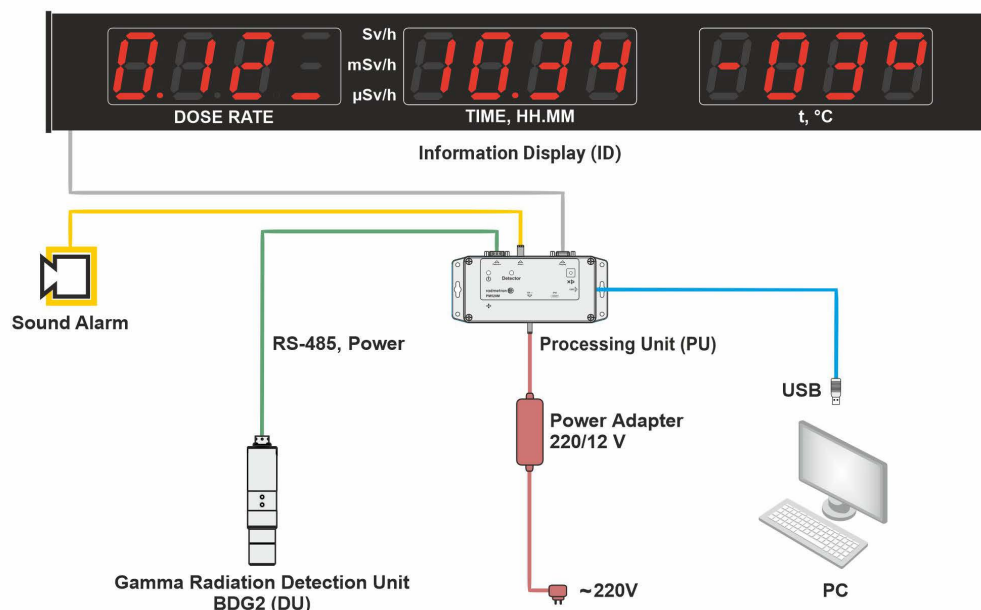 0.12 _
Sv/h
mSv/h
µSv/h
DOSE RATE
10.34
TIME, HH.MM
-03°
t, °C
Information Display (ID)
Sound Alarm
RS-485, Power
Detector
Processing Unit (PU)
USB
Power Adapter
220/12 V
Gamma Radiation Detection Unit
BDG2 (DU)
~220V
PC